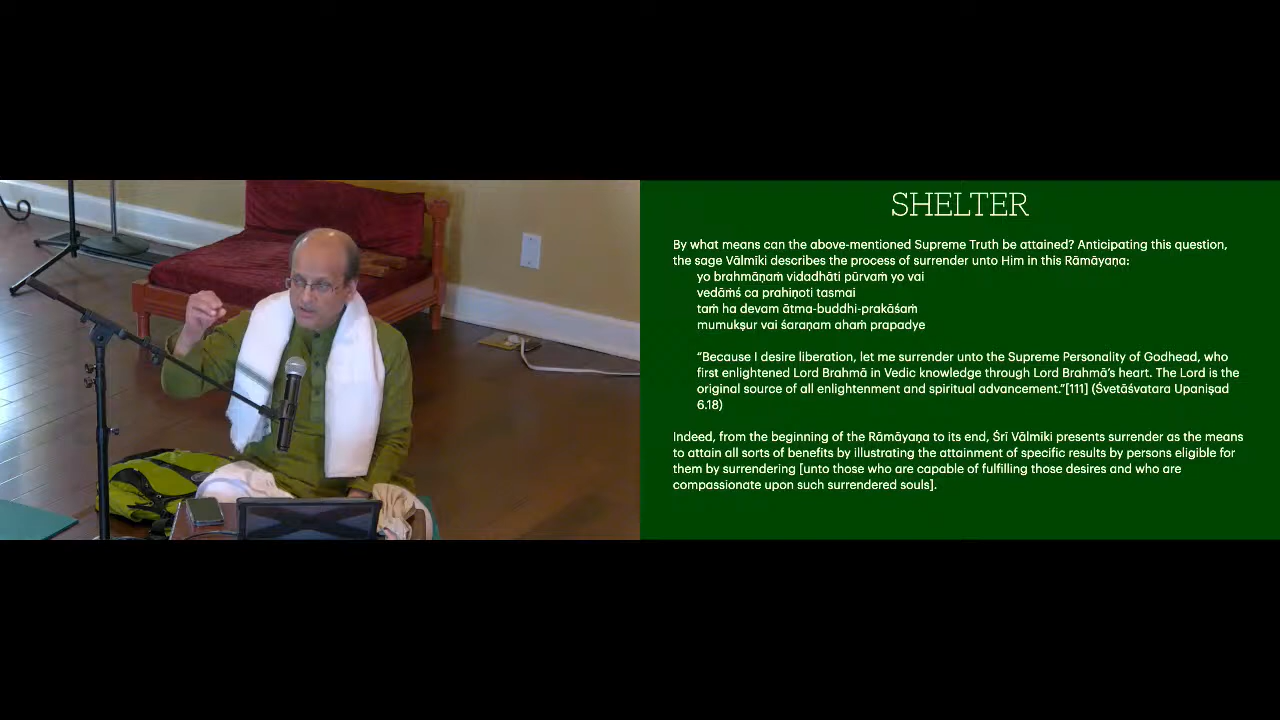 SHELTER
By what means can the above-mentioned Supreme Truth be attained? Anticipating this question,
the sage Vālmīki describes the process of surrender unto Him in this Rāmāyaṇa:
yo brahmāṇaṁ vidadhāti pūrvaṁ yo vai
vedāṁś ca prahiṇoti tasmai
taṁ ha devam ātma-buddhi-prakāśaṁ
mumukṣur vai śaraṇam ahaṁ prapadye
“Because I desire liberation, let me surrender unto the Supreme Personality of Godhead, who
first enlightened Lord Brahmā in Vedic knowledge through Lord Brahmā’s heart. The Lord is the
original source of all enlightenment and spiritual advancement.”[111] (Śvetāśvatara Upaniṣad
6.18)
Indeed, from the beginning of the Rāmāyaṇa to its end, Śrī Vālmīki presents surrender as the means
to attain all sorts of benefits by illustrating the attainment of specific results by persons eligible for
them by surrendering [unto those who are capable of fulfilling those desires and who are
compassionate upon such surrendered souls].